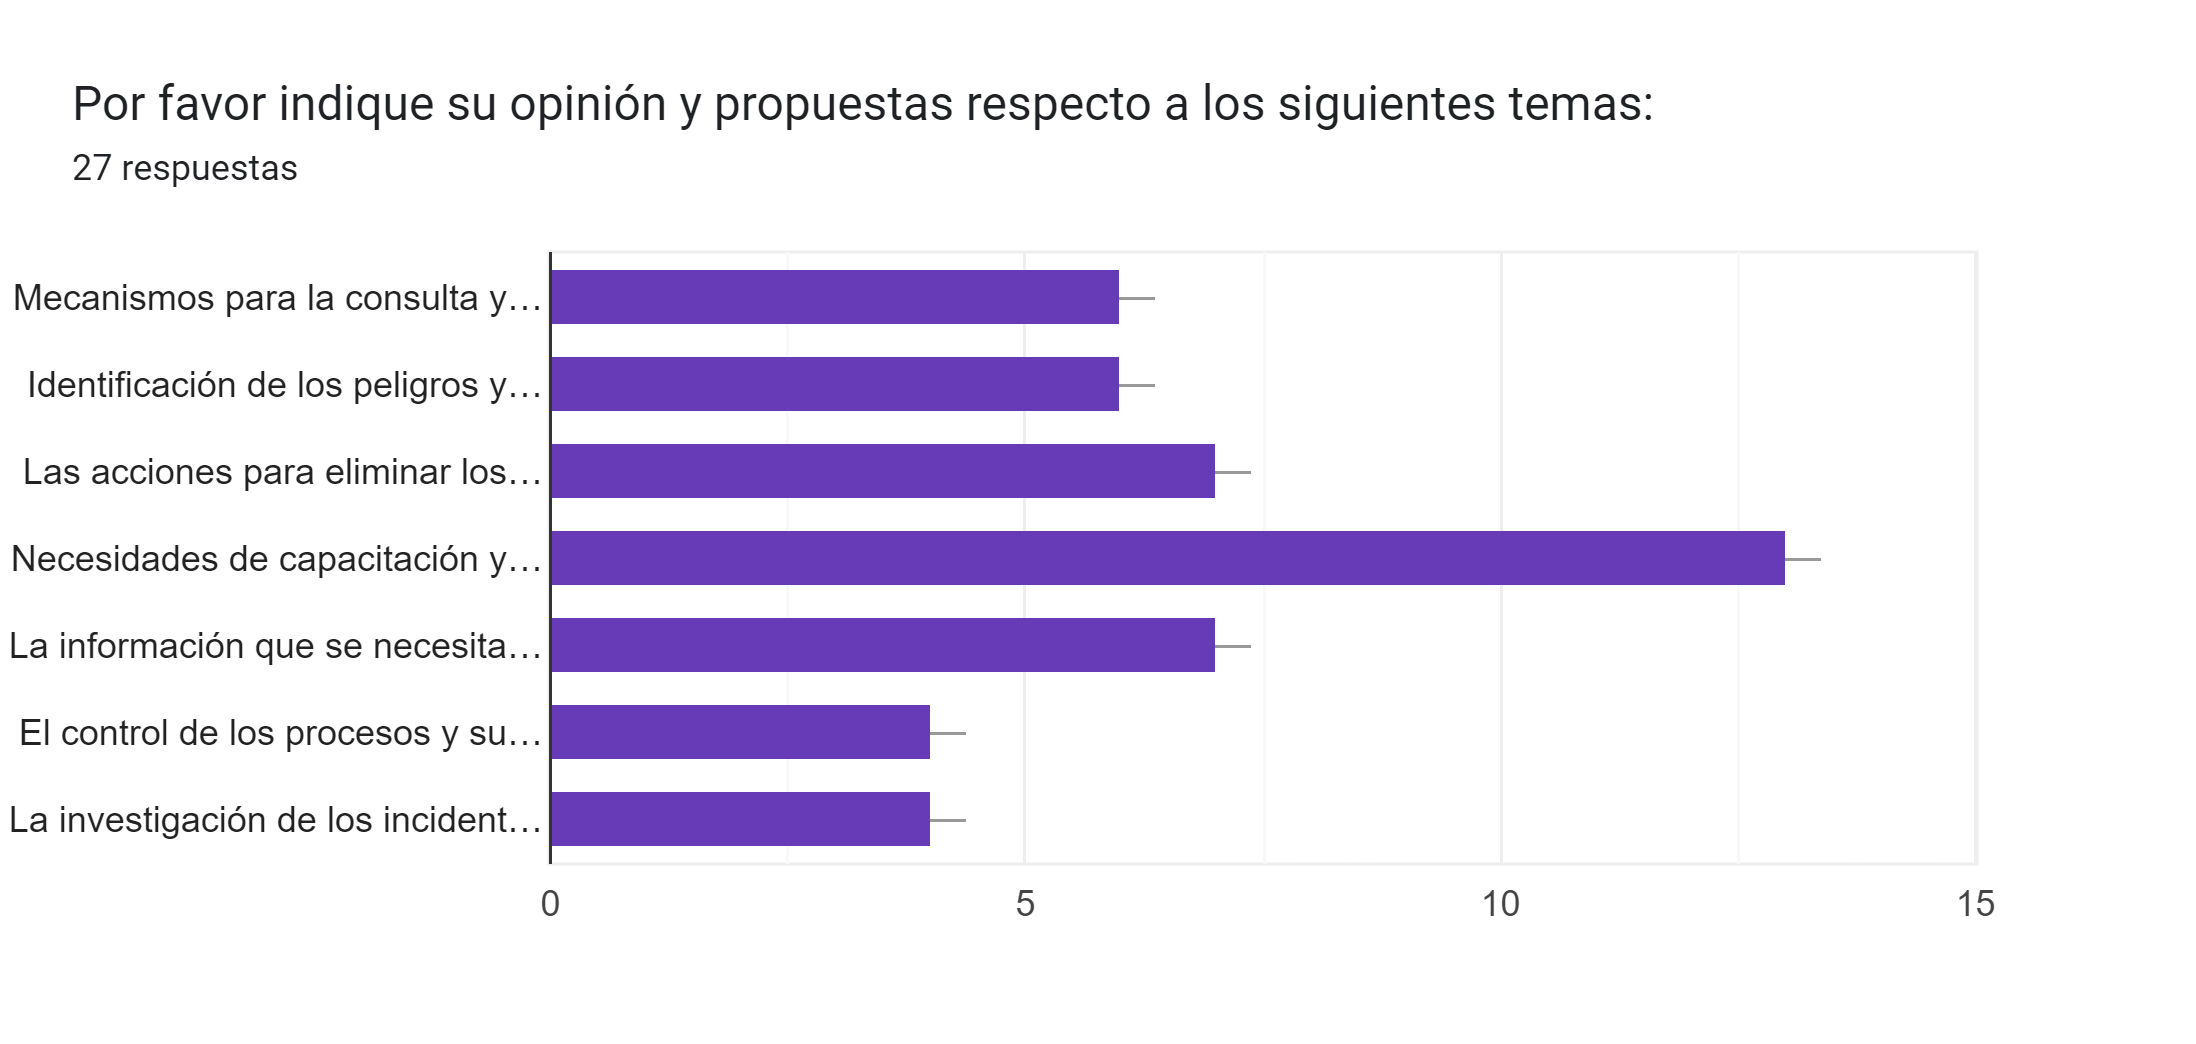 Por favor indique su opinión y propuestas respecto a los siguientes temas:
27 respuestas
Mecanismos para la consulta y…
Identificación de los peligros y…
Las acciones para eliminar los…
Necesidades de capacitación y…
La información que se necesita…
El control de los procesos y su…
La investigación de los incident…
0 5 10 15